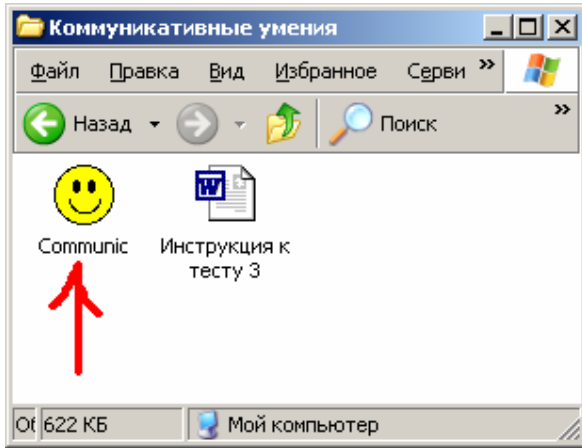 Коммуникативные умения
Файл Правка Вид Избранное Серви »
Назад Поиск »
Communic
Инструкция к
тесту 3
622 КБ Мой компьютер